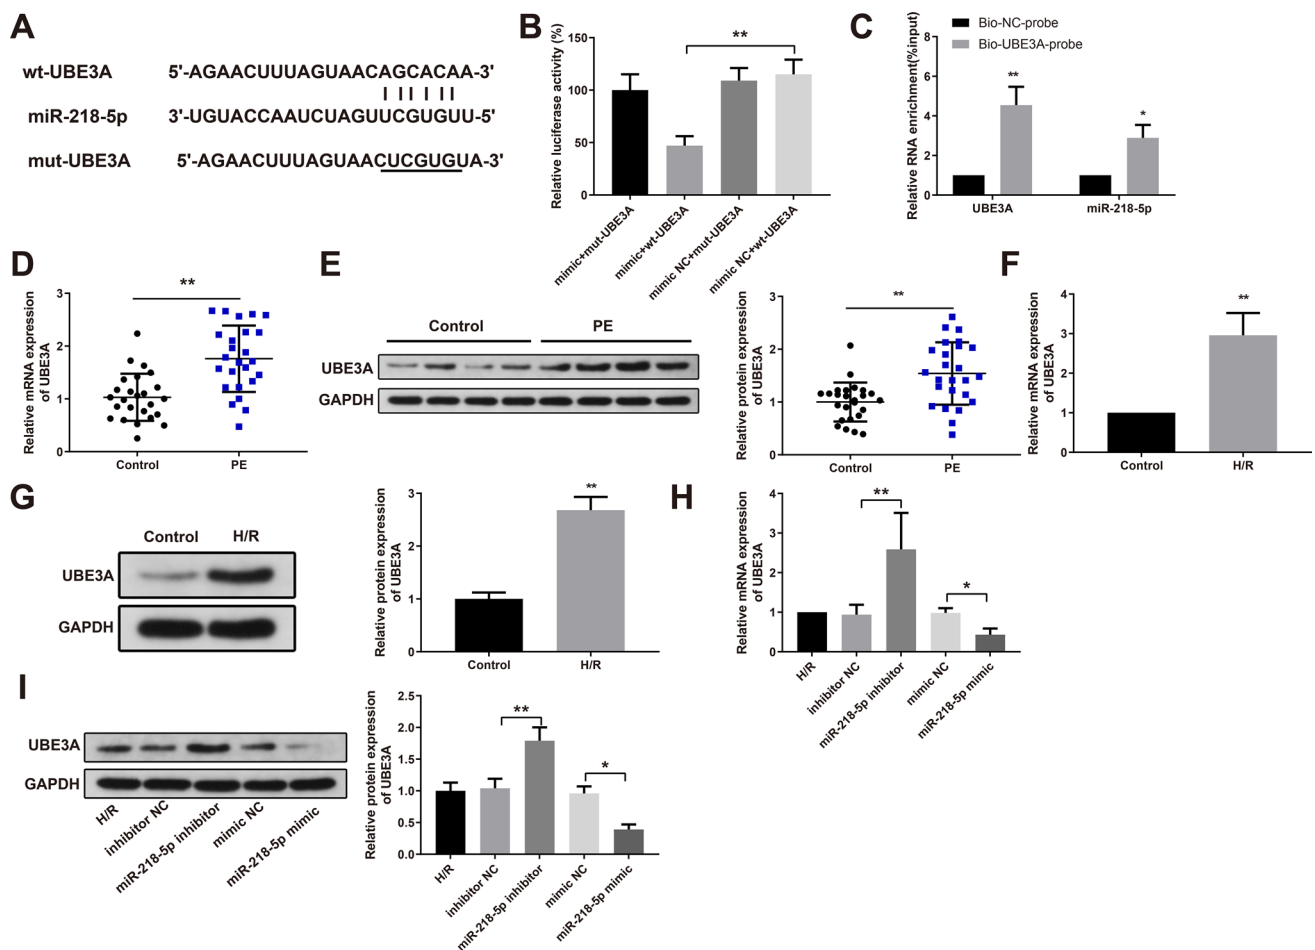 A
wt-UBE3A 5'-AGAACUUUAGUAACAGCACAA-3'
miR-218-5p 3'-UGUACCAAUCUAGUUCGUGUU-5'
mut-UBE3A 5'-AGAACUUUAGUAACUCGUGUA-3'
B
Relative luciferase activity (%)
150
100
50
0
**
mimic+mut-UBE3A
mimic+wt-UBE3A
mimic NC+mut-UBE3A
mimic NC+wt-UBE3A
C
Bio-NC-probe
Bio-UBE3A-probe
Relative RNA enrichment(%input)
8
6
4
2
0
**
*
UBE3A
miR-218-5p
D
Relative mRNA expression
of UBE3A
3
2
1
0
**
Control
PE
E
Control PE
UBE3A
GAPDH
Relative protein expression
of UBE3A
3
2
1
0
**
Control
PE
F
Relative mRNA expression
of UBE3A
4
3
2
1
0
**
Control
H/R
G
Control H/R
UBE3A
GAPDH
Relative protein expression
of UBE3A
3
2
1
0
**
Control
H/R
H
Relative mRNA expression
of UBE3A
4
3
2
1
0
**
*
H/R
inhibitor NC
miR-218-5p inhibitor
mimic NC
miR-218-5p mimic
I
UBE3A
GAPDH
H/R
inhibitor NC
miR-218-5p inhibitor
mimic NC
miR-218-5p mimic
Relative protein expression
of UBE3A
2.5
2.0
1.5
1.0
0.5
0.0
**
*
H/R
inhibitor NC
miR-218-5p inhibitor
mimic NC
miR-218-5p mimic